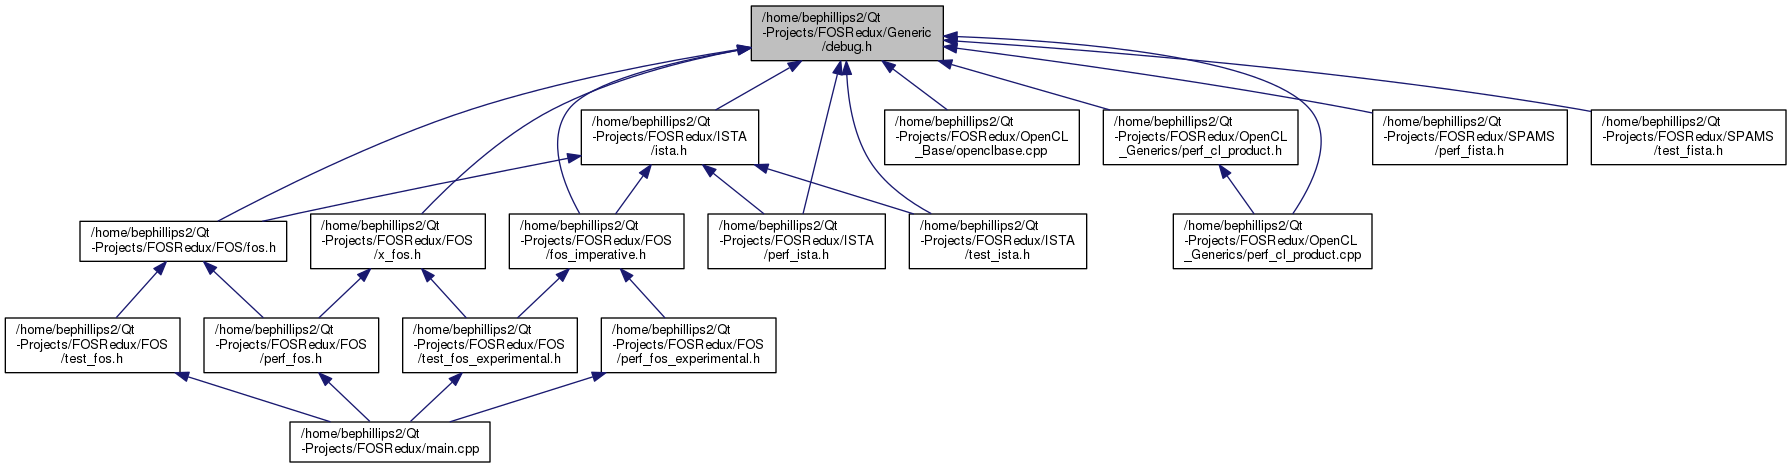 /home/bephillips2/Qt
-Projects/FOSRedux/Generic
/debug.h
/home/bephillips2/Qt
-Projects/FOSRedux/ISTA
/ista.h
/home/bephillips2/Qt
-Projects/FOSRedux/OpenCL
_Base/openclbase.cpp
/home/bephillips2/Qt
-Projects/FOSRedux/OpenCL
_Generics/perf_cl_product.h
/home/bephillips2/Qt
-Projects/FOSRedux/SPAMS
/perf_fista.h
/home/bephillips2/Qt
-Projects/FOSRedux/SPAMS
/test_fista.h
/home/bephillips2/Qt
-Projects/FOSRedux/FOS/fos.h
/home/bephillips2/Qt
-Projects/FOSRedux/FOS
/x_fos.h
/home/bephillips2/Qt
-Projects/FOSRedux/FOS
/fos_imperative.h
/home/bephillips2/Qt
-Projects/FOSRedux/ISTA
/perf_ista.h
/home/bephillips2/Qt
-Projects/FOSRedux/ISTA
/test_ista.h
/home/bephillips2/Qt
-Projects/FOSRedux/OpenCL
_Generics/perf_cl_product.cpp
/home/bephillips2/Qt
-Projects/FOSRedux/FOS
/test_fos.h
/home/bephillips2/Qt
-Projects/FOSRedux/FOS
/perf_fos.h
/home/bephillips2/Qt
-Projects/FOSRedux/FOS
/test_fos_experimental.h
/home/bephillips2/Qt
-Projects/FOSRedux/FOS
/perf_fos_experimental.h
/home/bephillips2/Qt
-Projects/FOSRedux/main.cpp